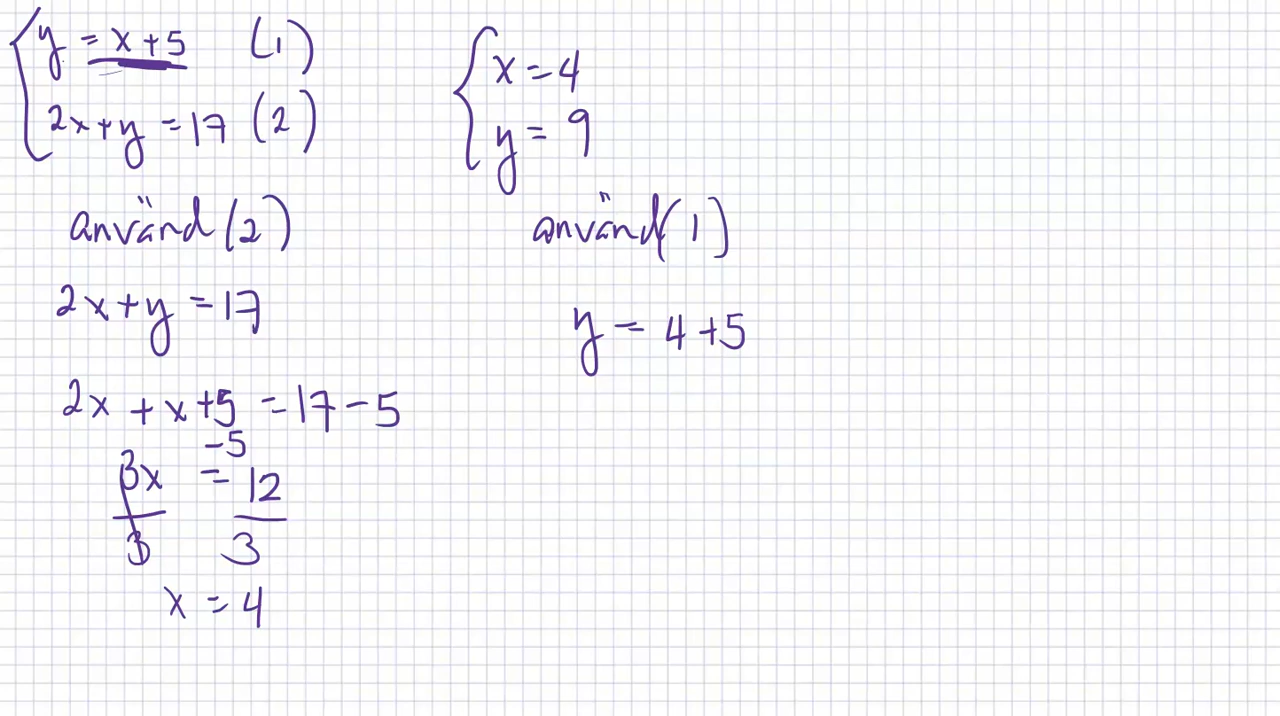 y = x+5 (1)
2x+y = 17 (2)
använd (2)
2x+y = 17
2x + x+5 = 17-5
-5
3x = 12
3 3
x = 4
x = 4
y = 9
använd (1)
y = 4+5